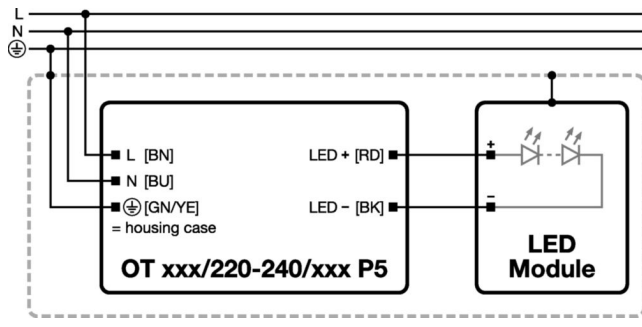 L
N
L [BN]
N [BU]
[GN/YE]
= housing case
LED + [RD]
LED – [BK]
OT xxx/220-240/xxx P5
+
–
LED
Module